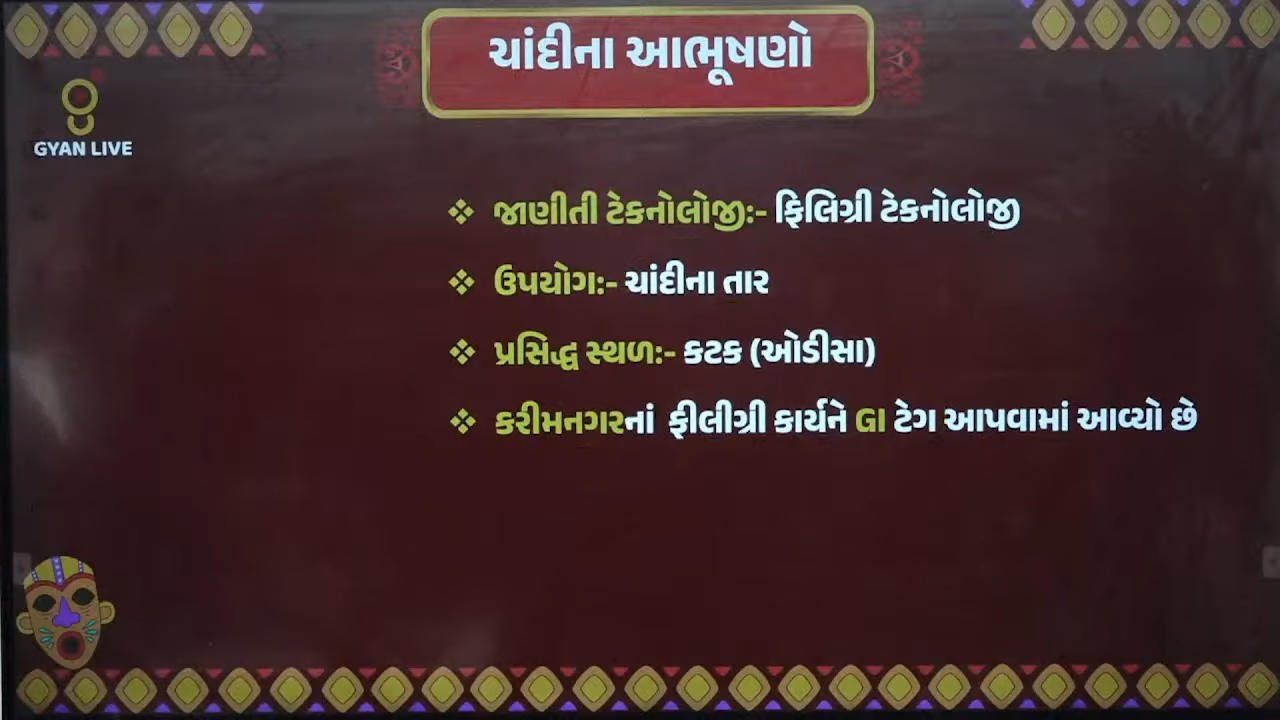 ચાંદીના આભૂષણો
GYAN LIVE
❖ જાણીતી ટેકનોલોજી:- ફિલિગ્રી ટેકનોલોજી
❖ ઉપયોગ:- ચાંદીના તાર
❖ પ્રસિદ્ધ સ્થળ:- કટક (ઓડીસા)
❖ કરીમનગરનાં ફીલીગ્રી કાર્યને GI ટેગ આપવામાં આવ્યો છે